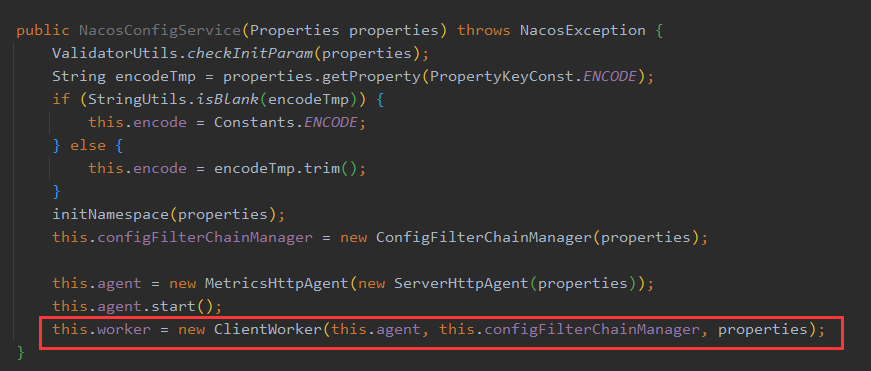 public NacosConfigService(Properties properties) throws NacosException {
ValidatorUtils.checkInitParam(properties);
String encodeTmp = properties.getProperty(PropertyKeyConst.ENCODE);
if (StringUtils.isBlank(encodeTmp)) {
this.encode = Constants.ENCODE;
} else {
this.encode = encodeTmp.trim();
}
initNamespace(properties);
this.configFilterChainManager = new ConfigFilterChainManager(properties);
this.agent = new MetricsHttpAgent(new ServerHttpAgent(properties));
this.agent.start();
this.worker = new ClientWorker(this.agent, this.configFilterChainManager, properties);
}